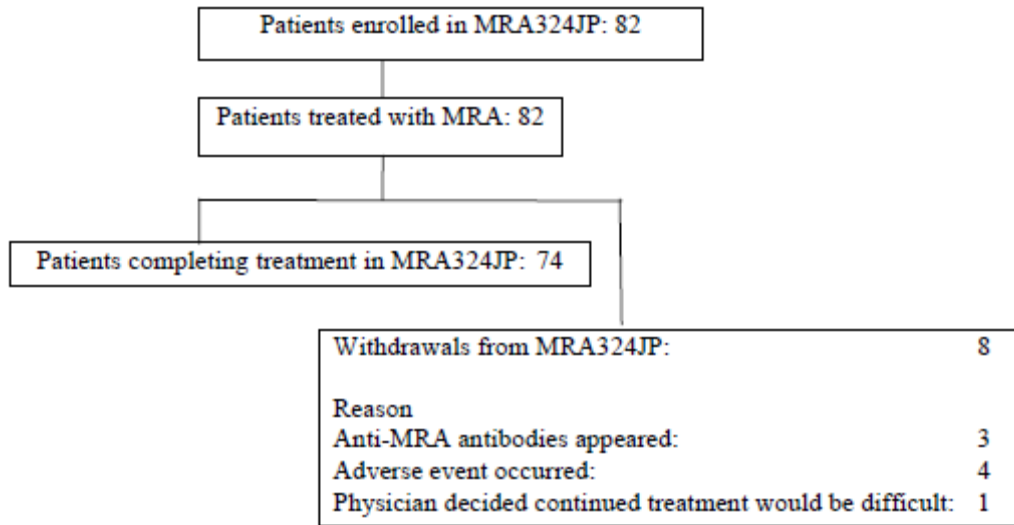 Patients enrolled in MRA324JP: 82
Patients treated with MRA: 82
Patients completing treatment in MRA324JP: 74
Withdrawals from MRA324JP: 8
Reason
Anti-MRA antibodies appeared: 3
Adverse event occurred: 4
Physician decided continued treatment would be difficult: 1